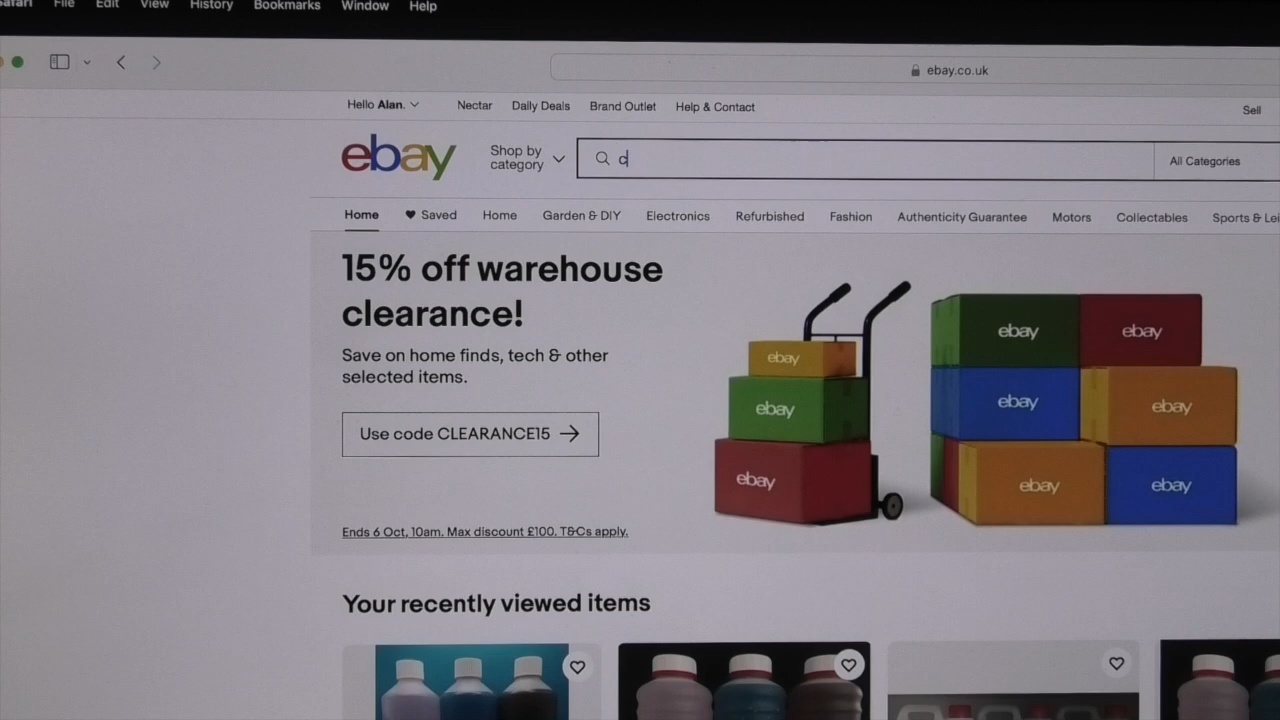 Safari File Edit View History Bookmarks Window Help
ebay.co.uk
Hello Alan. Nectar Daily Deals Brand Outlet Help & Contact Sell
ebay
Shop by
category
c
All Categories
Home Saved Home Garden & DIY Electronics Refurbished Fashion Authenticity Guarantee Motors Collectables Sports & Lei
15% off warehouse
clearance!
Save on home finds, tech & other
selected items.
Use code CLEARANCE15
Ends 6 Oct, 10am. Max discount £100. T&Cs apply.
ebay
ebay
ebay
ebay
ebay
ebay
ebay
ebay
ebay
Your recently viewed items